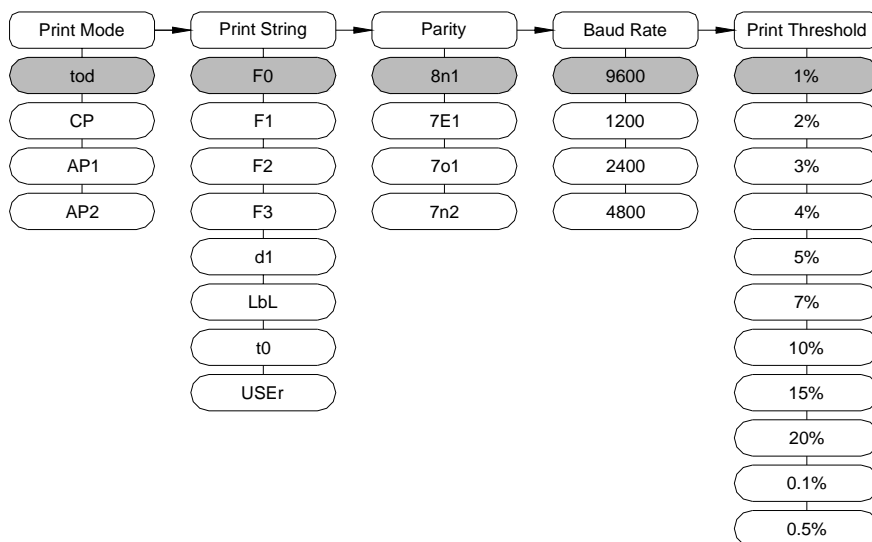 Print Mode
Print String
Parity
Baud Rate
Print Threshold
tod
F0
8n1
9600
1%
CP
F1
7E1
1200
2%
AP1
F2
7o1
2400
3%
AP2
F3
7n2
4800
4%
d1
5%
LbL
7%
t0
10%
USEr
15%
20%
0.1%
0.5%